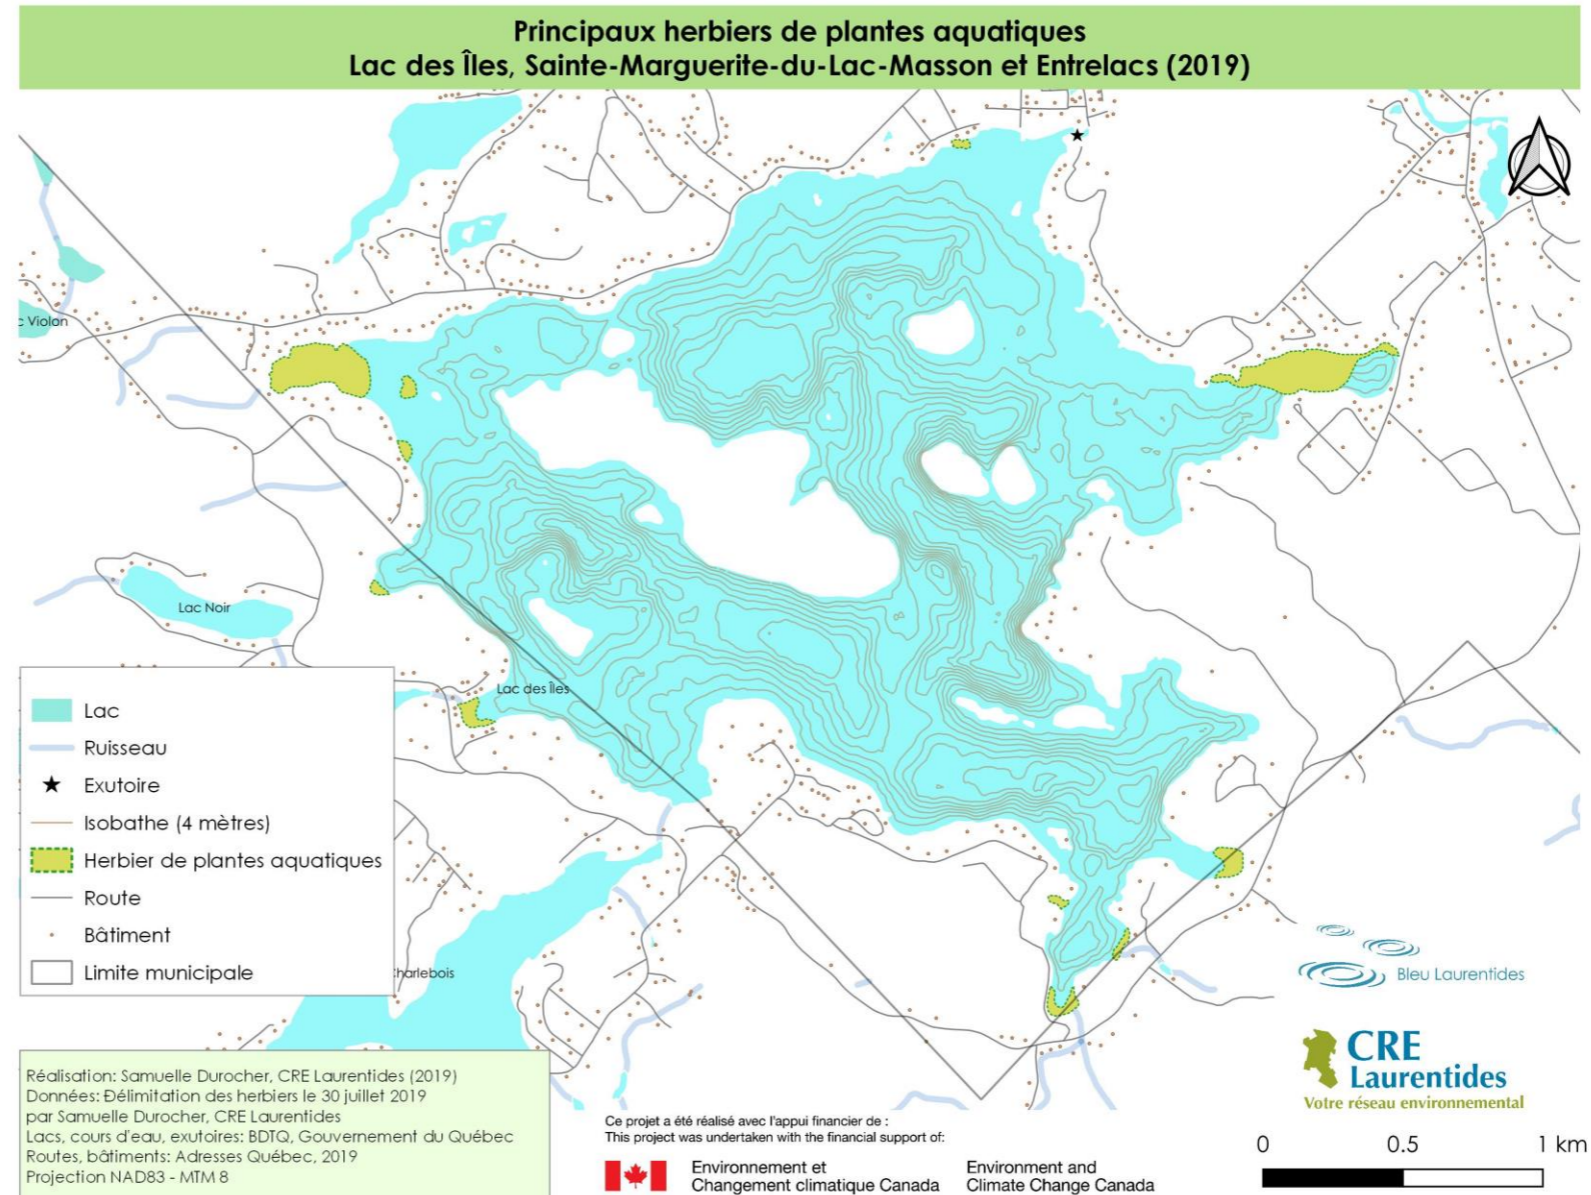 Principaux herbiers de plantes aquatiques
Lac des Îles, Sainte-Marguerite-du-Lac-Masson et Entrelacs (2019)
c Violon
Lac Noir
Lac des Îles
Charlebois
Lac
Ruisseau
Exutoire
Isobathe (4 mètres)
Herbier de plantes aquatiques
Route
Bâtiment
Limite municipale
Bleu Laurentides
CRE
Laurentides
Votre réseau environnemental
Réalisation: Samuelle Durocher, CRE Laurentides (2019)
Données: Délimitation des herbiers le 30 juillet 2019
par Samuelle Durocher, CRE Laurentides
Lacs, cours d'eau, exutoires: BDTQ, Gouvernement du Québec
Routes, bâtiments: Adresses Québec, 2019
Projection NAD83 - MTM 8
Ce projet a été réalisé avec l'appui financier de :
This project was undertaken with the financial support of:
Environnement et
Changement climatique Canada
Environment and
Climate Change Canada
0 0.5 1 km